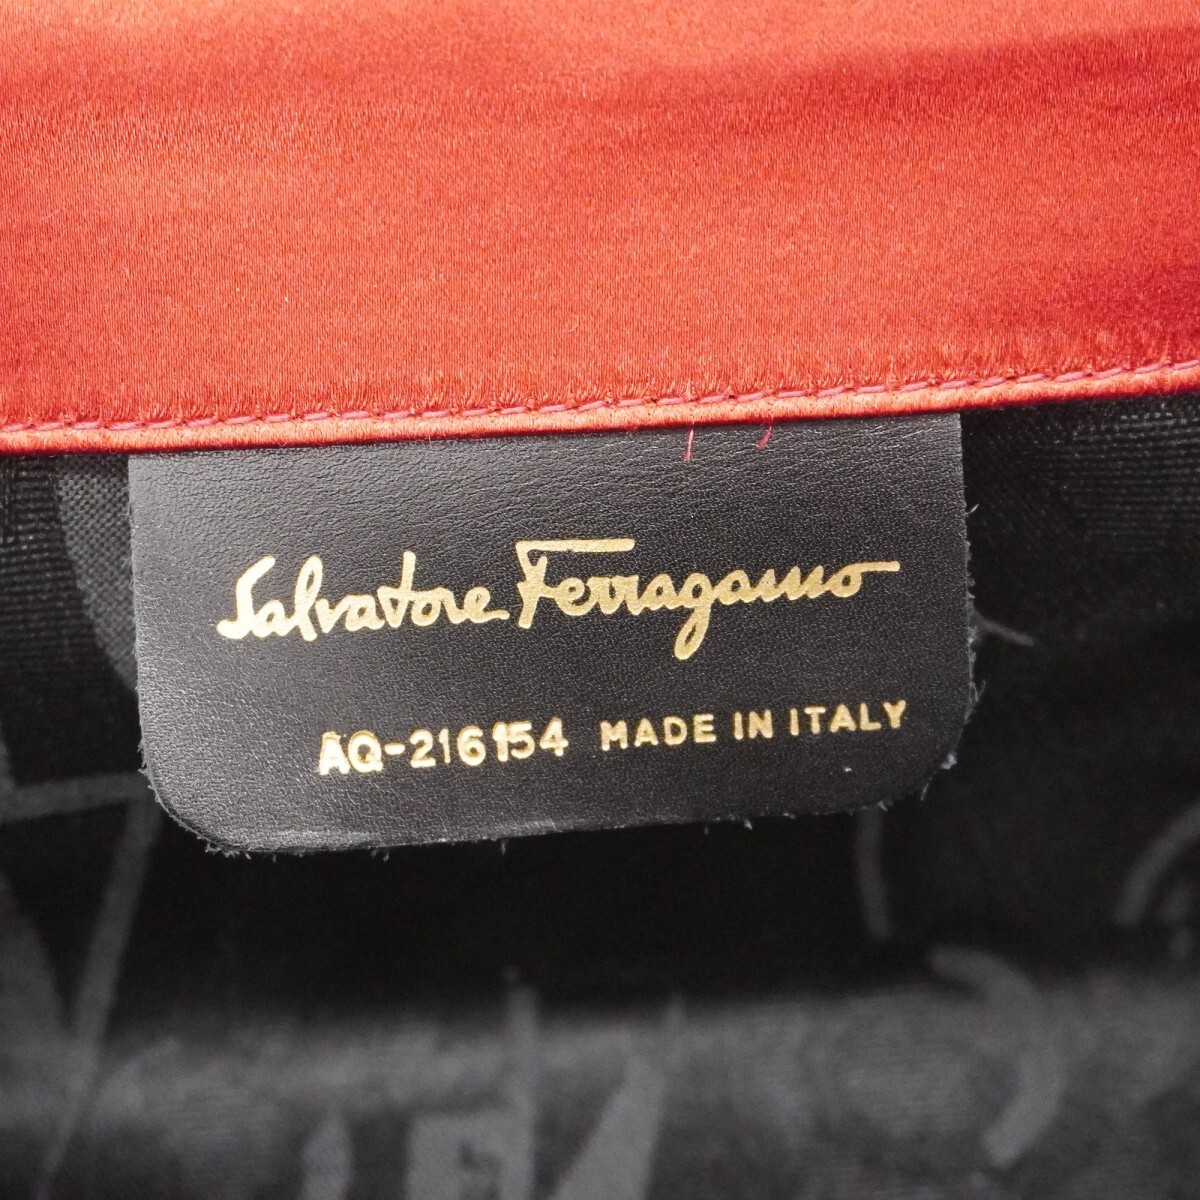 Salvatore Ferragamo
AQ-216154 MADE IN ITALY